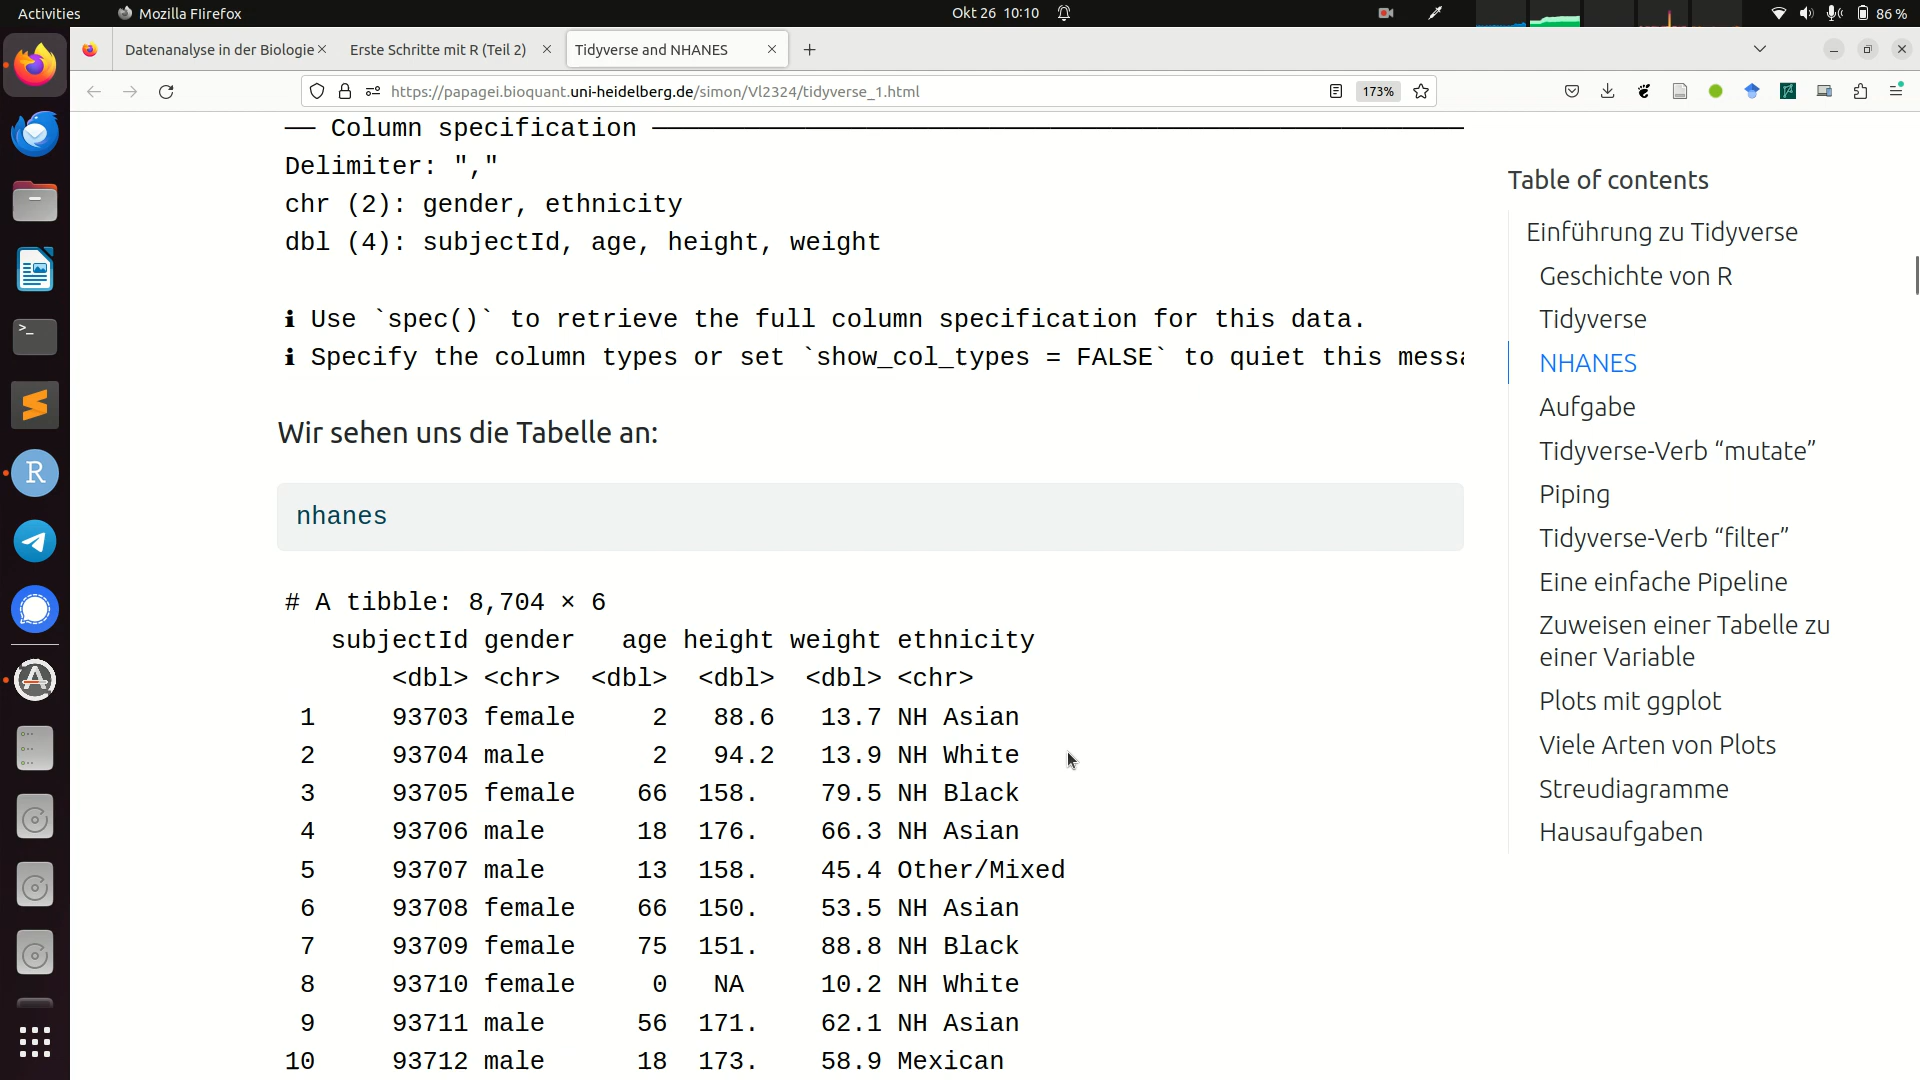 Activities
Mozilla FIirefox
Okt 26 10:10
86 %
Datenanalyse in der Biologie
Erste Schritte mit R (Teil 2)
Tidyverse and NHANES
https://papagei.bioquant.uni-heidelberg.de/simon/Vl2324/tidyverse_1.html
173%
── Column specification ──────────────────────────────────
Delimiter: ","
chr (2): gender, ethnicity
dbl (4): subjectId, age, height, weight
ℹ Use `spec()` to retrieve the full column specification for this data.
ℹ Specify the column types or set `show_col_types = FALSE` to quiet this messa
Wir sehen uns die Tabelle an:
nhanes
# A tibble: 8,704 × 6
subjectId gender age height weight ethnicity
<dbl> <chr> <dbl> <dbl> <dbl> <chr>
1 93703 female 2 88.6 13.7 NH Asian
2 93704 male 2 94.2 13.9 NH White
3 93705 female 66 158. 79.5 NH Black
4 93706 male 18 176. 66.3 NH Asian
5 93707 male 13 158. 45.4 Other/Mixed
6 93708 female 66 150. 53.5 NH Asian
7 93709 female 75 151. 88.8 NH Black
8 93710 female 0 NA 10.2 NH White
9 93711 male 56 171. 62.1 NH Asian
10 93712 male 18 173. 58.9 Mexican
Table of contents
Einführung zu Tidyverse
Geschichte von R
Tidyverse
NHANES
Aufgabe
Tidyverse-Verb “mutate”
Piping
Tidyverse-Verb “filter”
Eine einfache Pipeline
Zuweisen einer Tabelle zu
einer Variable
Plots mit ggplot
Viele Arten von Plots
Streudiagramme
Hausaufgaben